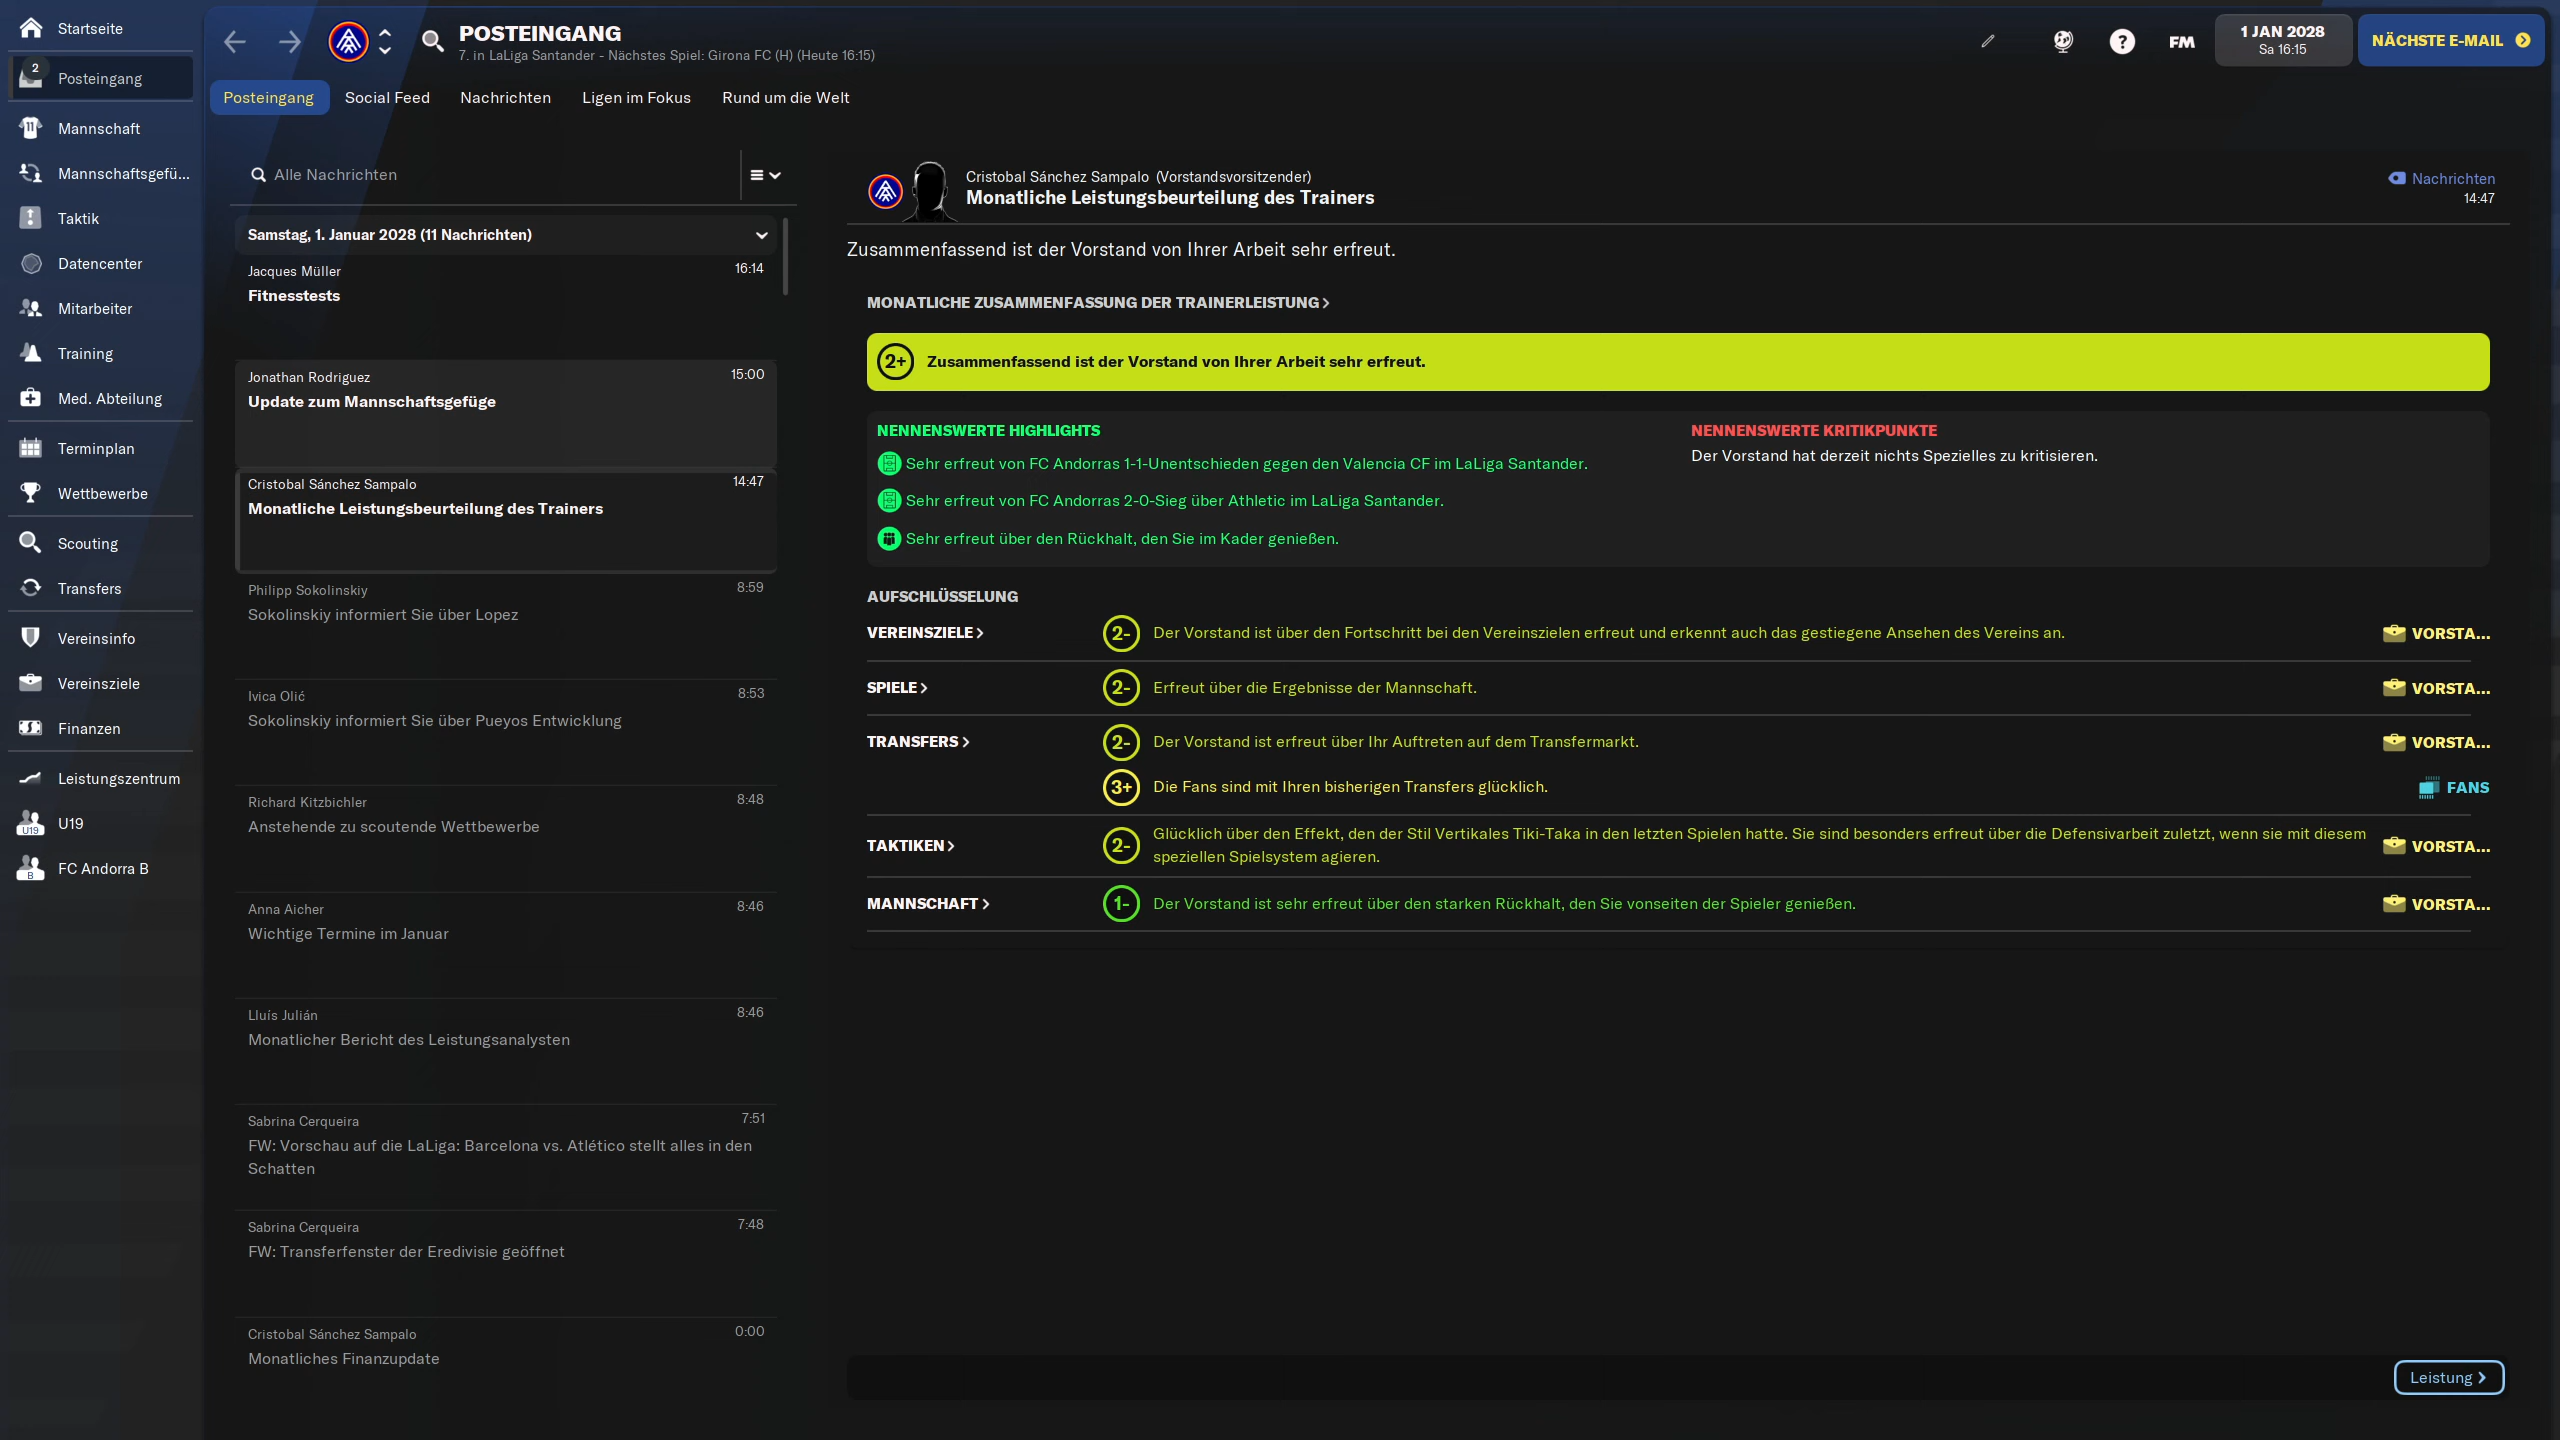 Startseite
2
Posteingang
Mannschaft
Mannschaftsgefü...
Taktik
Datencenter
Mitarbeiter
Training
Med. Abteilung
Terminplan
Wettbewerbe
Scouting
Transfers
Vereinsinfo
Vereinsziele
Finanzen
Leistungszentrum
U19
U19
B
FC Andorra B
POSTEINGANG
7. in LaLiga Santander - Nächstes Spiel: Girona FC (H) (Heute 16:15)
FM
1 JAN 2028
Sa 16:15
NÄCHSTE E-MAIL
Posteingang
Social Feed
Nachrichten
Ligen im Fokus
Rund um die Welt
Alle Nachrichten
Samstag, 1. Januar 2028 (11 Nachrichten)
Jacques Müller
16:14
Fitnesstests
Jonathan Rodriguez
15:00
Update zum Mannschaftsgefüge
Cristobal Sánchez Sampalo
14:47
Monatliche Leistungsbeurteilung des Trainers
Philipp Sokolinskiy
8:59
Sokolinskiy informiert Sie über Lopez
Ivica Olić
8:53
Sokolinskiy informiert Sie über Pueyos Entwicklung
Richard Kitzbichler
8:48
Anstehende zu scoutende Wettbewerbe
Anna Aicher
8:46
Wichtige Termine im Januar
Lluís Julián
8:46
Monatlicher Bericht des Leistungsanalysten
Sabrina Cerqueira
7:51
FW: Vorschau auf die LaLiga: Barcelona vs. Atlético stellt alles in den
Schatten
Sabrina Cerqueira
7:48
FW: Transferfenster der Eredivisie geöffnet
Cristobal Sánchez Sampalo
0:00
Monatliches Finanzupdate
Cristobal Sánchez Sampalo (Vorstandsvorsitzender)
Monatliche Leistungsbeurteilung des Trainers
Nachrichten
14:47
Zusammenfassend ist der Vorstand von Ihrer Arbeit sehr erfreut.
MONATLICHE ZUSAMMENFASSUNG DER TRAINERLEISTUNG
2+ Zusammenfassend ist der Vorstand von Ihrer Arbeit sehr erfreut.
NENNENSWERTE HIGHLIGHTS
Sehr erfreut von FC Andorras 1-1-Unentschieden gegen den Valencia CF im LaLiga Santander.
Sehr erfreut von FC Andorras 2-0-Sieg über Athletic im LaLiga Santander.
Sehr erfreut über den Rückhalt, den Sie im Kader genießen.
NENNENSWERTE KRITIKPUNKTE
Der Vorstand hat derzeit nichts Spezielles zu kritisieren.
AUFSCHLÜSSELUNG
VEREINSZIELE 2- Der Vorstand ist über den Fortschritt bei den Vereinszielen erfreut und erkennt auch das gestiegene Ansehen des Vereins an. VORSTA...
SPIELE 2- Erfreut über die Ergebnisse der Mannschaft. VORSTA...
TRANSFERS 2- Der Vorstand ist erfreut über Ihr Auftreten auf dem Transfermarkt. VORSTA...
3+ Die Fans sind mit Ihren bisherigen Transfers glücklich. FANS
TAKTIKEN 2- Glücklich über den Effekt, den der Stil Vertikales Tiki-Taka in den letzten Spielen hatte. Sie sind besonders erfreut über die Defensivarbeit zuletzt, wenn sie mit diesem
speziellen Spielsystem agieren. VORSTA...
MANNSCHAFT 1- Der Vorstand ist sehr erfreut über den starken Rückhalt, den Sie vonseiten der Spieler genießen. VORSTA...
Leistung